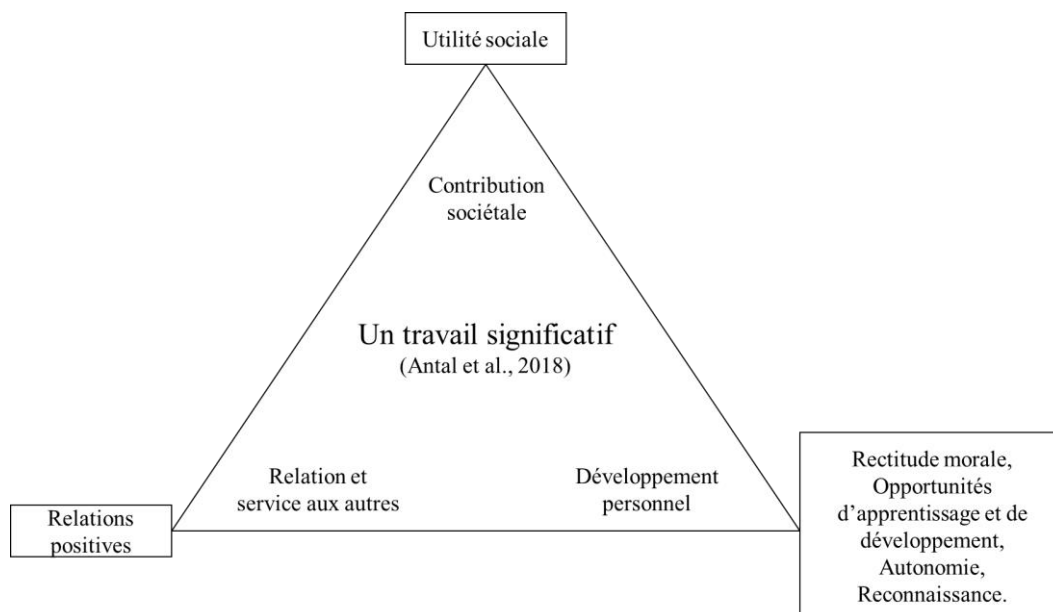 Utilité sociale
Contribution
sociétale
Un travail significatif
(Antal et al., 2018)
Relation et
service aux autres
Développement
personnel
Relations
positives
Rectitude morale,
Opportunités
d’apprentissage et de
développement,
Autonomie,
Reconnaissance.